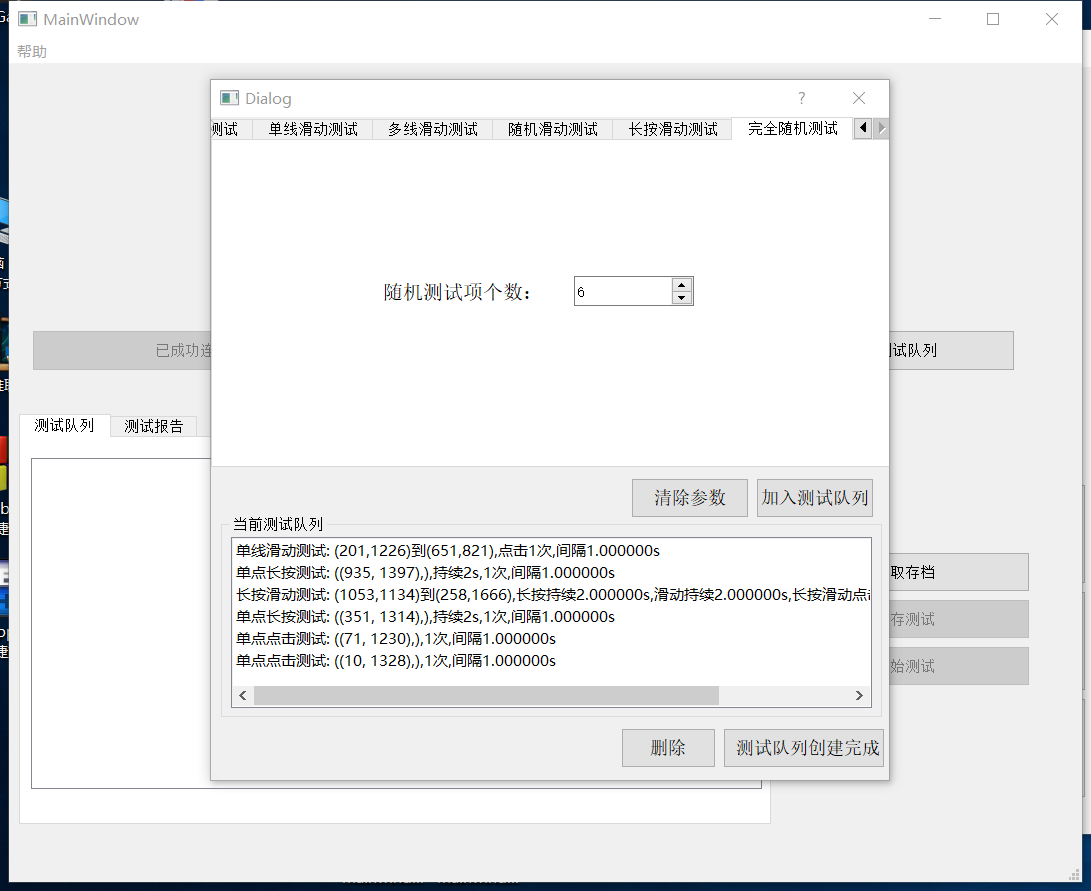 MainWindow
帮助
Dialog
测试
单线滑动测试
多线滑动测试
随机滑动测试
长按滑动测试
完全随机测试
随机测试项个数：
6
已成功连
试队列
测试队列
测试报告
清除参数
加入测试队列
当前测试队列
单线滑动测试: (201,1226)到(651,821),点击1次,间隔1.000000s
单点长按测试: ((935, 1397),),持续2s,1次,间隔1.000000s
长按滑动测试: (1053,1134)到(258,1666),长按持续2.000000s,滑动持续2.000000s,长按滑动点
单点长按测试: ((351, 1314),),持续2s,1次,间隔1.000000s
单点点击测试: ((71, 1230),),1次,间隔1.000000s
单点点击测试: ((10, 1328),),1次,间隔1.000000s
取存档
存测试
始测试
删除
测试队列创建完成